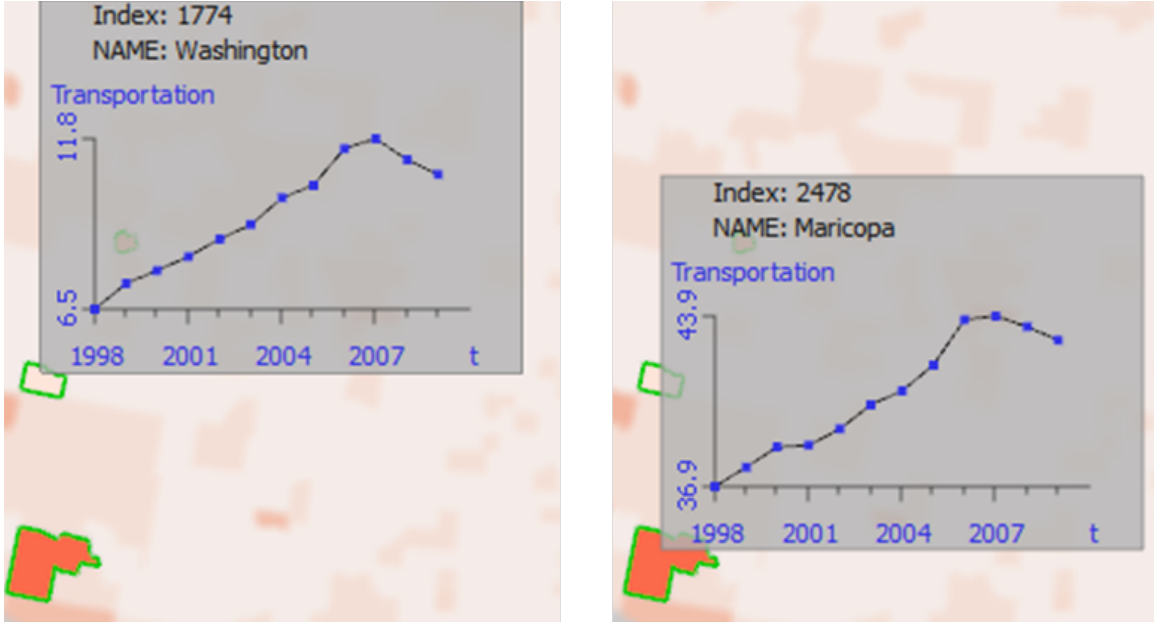 Index: 1774
NAME: Washington
Transportation
11.8
6.5
1998 2001 2004 2007 t
Index: 2478
NAME: Maricopa
Transportation
43.9
36.9
1998 2001 2004 2007 t